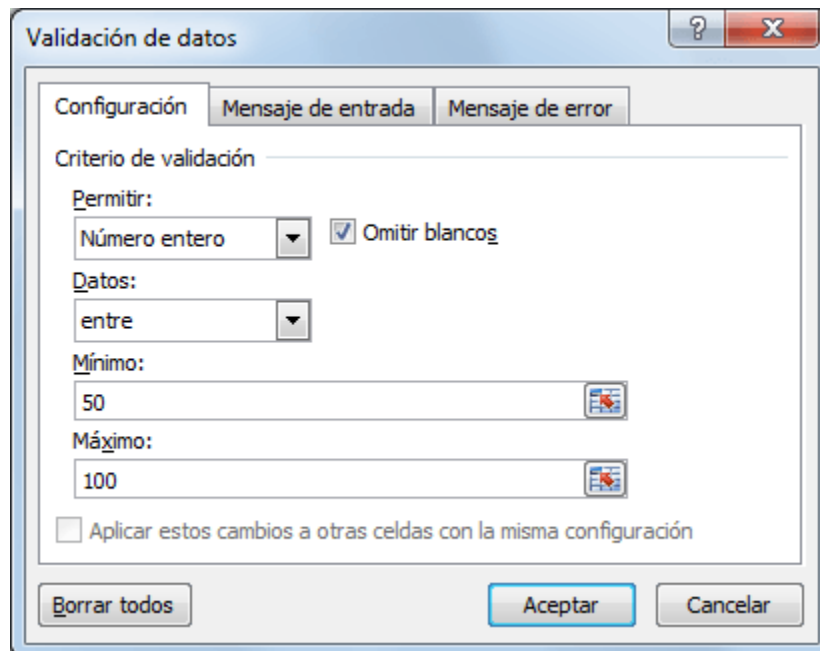 Validación de datos
Configuración Mensaje de entrada Mensaje de error
Criterio de validación
Permitir:
Número entero Omitir blancos
Datos:
entre
Mínimo:
50
Máximo:
100
Aplicar estos cambios a otras celdas con la misma configuración
Borrar todos Aceptar Cancelar